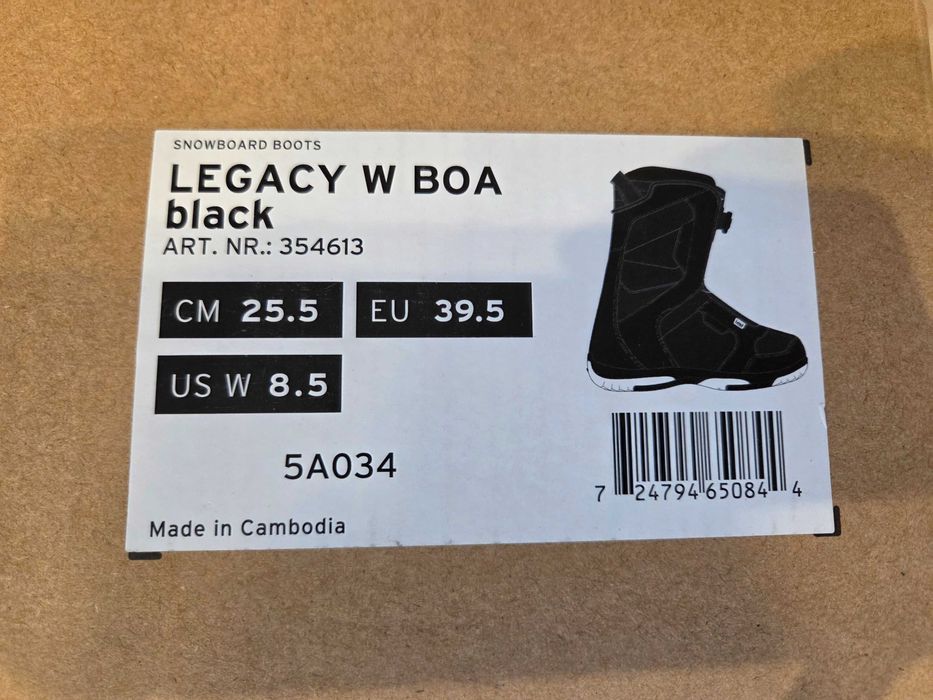 SNOWBOARD BOOTS
LEGACY W BOA
black
ART. NR.: 354613
CM 25.5
EU 39.5
US W 8.5
5A034
7 24794 65084 4
Made in Cambodia